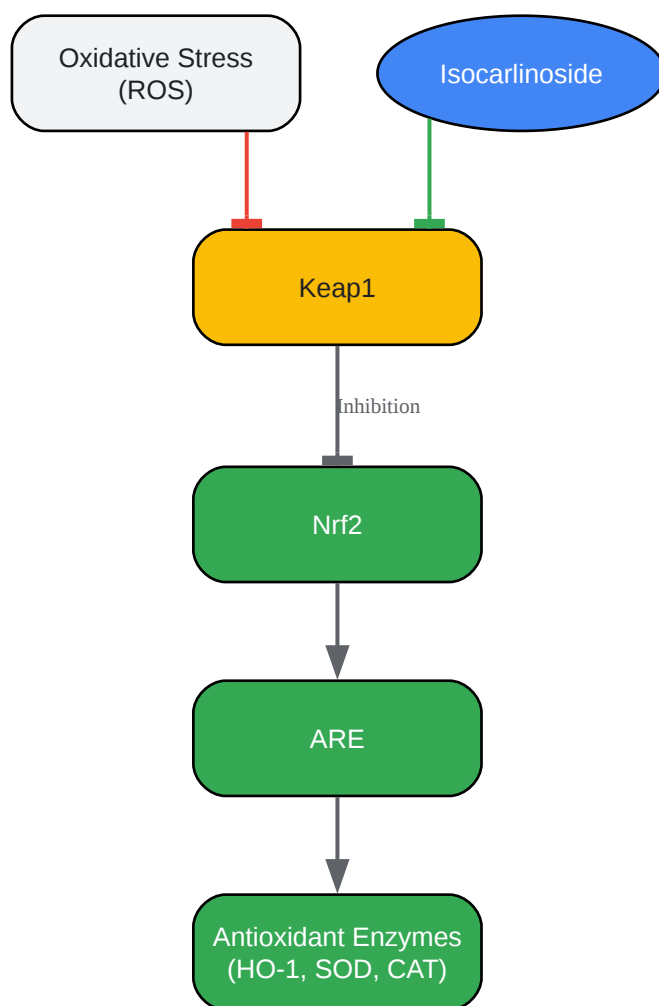 Oxidative Stress
(ROS)
Isocarlinoside
Keap1
Inhibition
Nrf2
ARE
Antioxidant Enzymes
(HO-1, SOD, CAT)